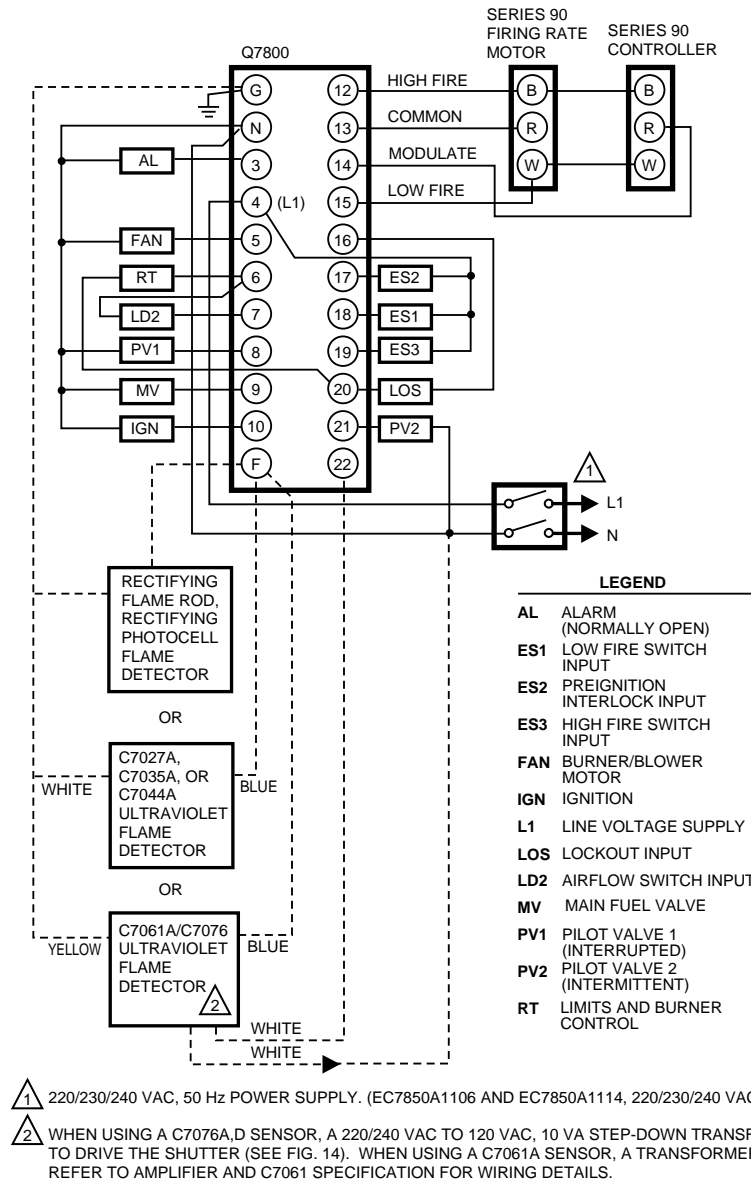 SERIES 90
FIRING RATE
MOTOR
SERIES 90
CONTROLLER
Q7800
G
12
HIGH FIRE
B
B
N
13
COMMON
R
R
AL
3
14
MODULATE
W
W
4
(L1)
15
LOW FIRE
FAN
5
16
RT
6
17
ES2
LD2
7
18
ES1
PV1
8
19
ES3
MV
9
20
LOS
IGN
10
21
PV2
F
22
1
L1
N
RECTIFYING
FLAME ROD,
RECTIFYING
PHOTOCELL
FLAME
DETECTOR
OR
C7027A,
C7035A, OR
C7044A
ULTRAVIOLET
FLAME
DETECTOR
WHITE
BLUE
OR
C7061A/C7076
ULTRAVIOLET
FLAME
DETECTOR
2
YELLOW
BLUE
WHITE
WHITE
LEGEND
AL ALARM
(NORMALLY OPEN)
ES1 LOW FIRE SWITCH
INPUT
ES2 PREIGNITION
INTERLOCK INPUT
ES3 HIGH FIRE SWITCH
INPUT
FAN BURNER/BLOWER
MOTOR
IGN IGNITION
L1 LINE VOLTAGE SUPPLY
LOS LOCKOUT INPUT
LD2 AIRFLOW SWITCH INPUT
MV MAIN FUEL VALVE
PV1 PILOT VALVE 1
(INTERRUPTED)
PV2 PILOT VALVE 2
(INTERMITTENT)
RT LIMITS AND BURNER
CONTROL
1 220/230/240 VAC, 50 Hz POWER SUPPLY. (EC7850A1106 AND EC7850A1114, 220/230/240 VAC
2 WHEN USING A C7076A,D SENSOR, A 220/240 VAC TO 120 VAC, 10 VA STEP-DOWN TRANSF
TO DRIVE THE SHUTTER (SEE FIG. 14). WHEN USING A C7061A SENSOR, A TRANSFORMER
REFER TO AMPLIFIER AND C7061 SPECIFICATION FOR WIRING DETAILS.